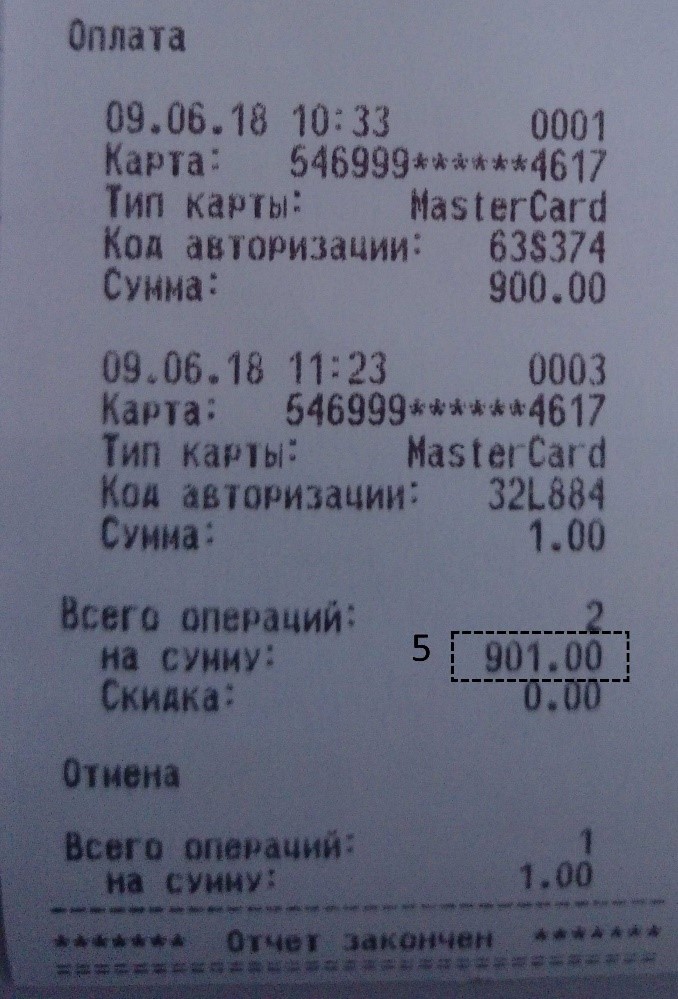 Оплата
09.06.18 10:33 0001
Карта: 546999******4617
Тип карты: MasterCard
Код авторизации: 63S374
Сумма: 900.00
09.06.18 11:23 0003
Карта: 546999******4617
Тип карты: MasterCard
Код авторизации: 32L884
Сумма: 1.00
Всего операций: 2
на сумму: 5 901.00
Скидка: 0.00
Отмена
Всего операций: 1
на сумму: 1.00
******* Отчет закончен *******